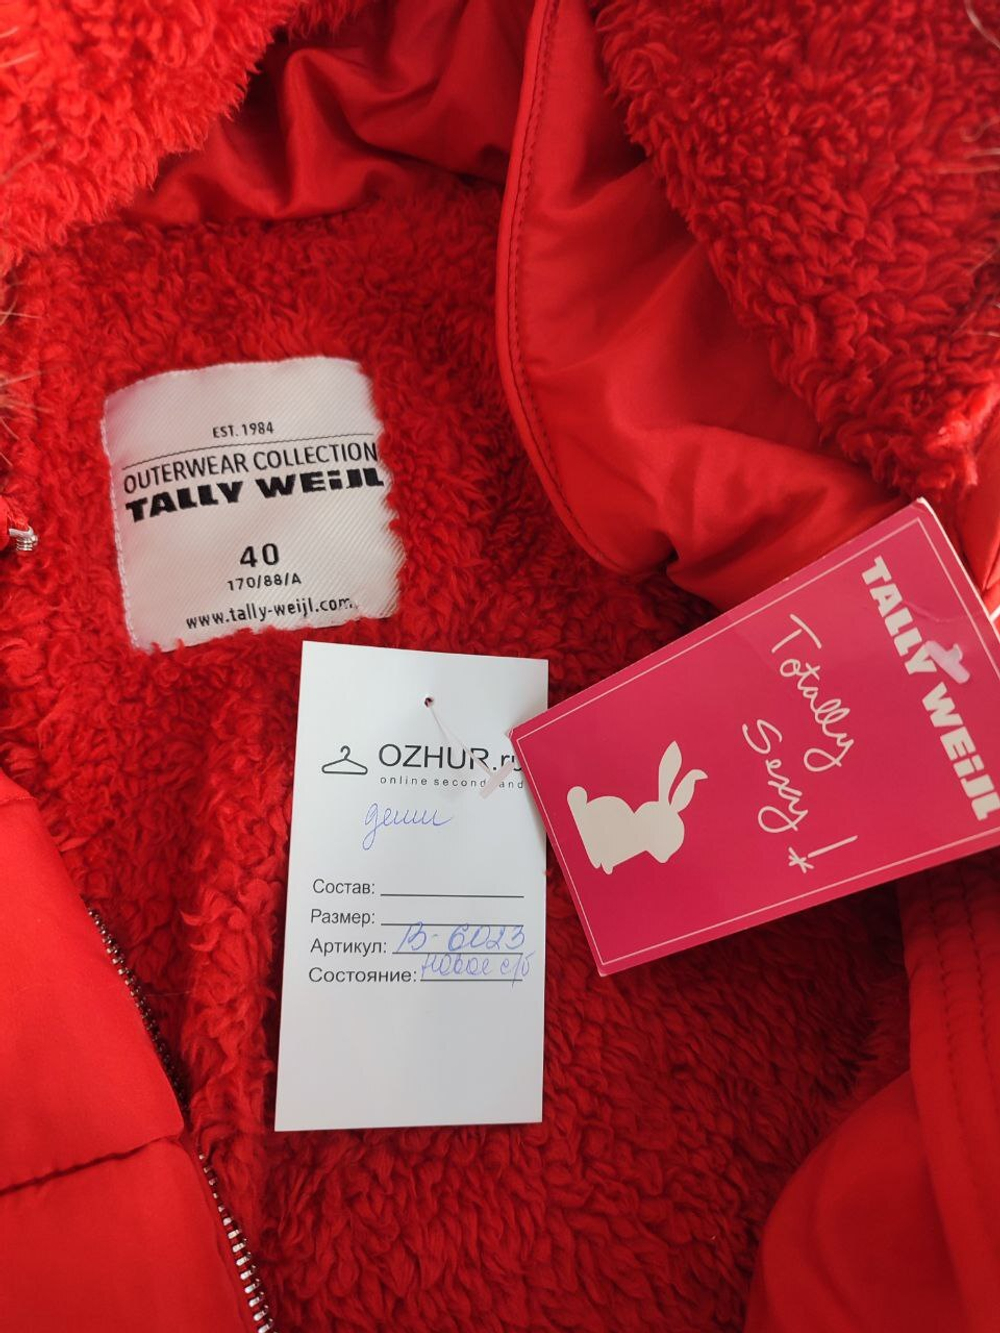 EST. 1984
OUTERWEAR COLLECTION
TALLY WEiJL
40
170/88/A
www.tally-weijl.com
OZHUR.ru
online second hand
деми
Состав:
Размер:
Артикул: В-6023
Состояние: новое с/б
TALLY WEiJL
Totally
Sexy !
*